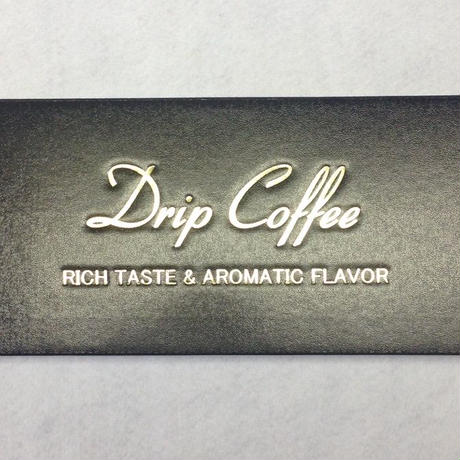 Drip Coffee
RICH TASTE & AROMATIC FLAVOR